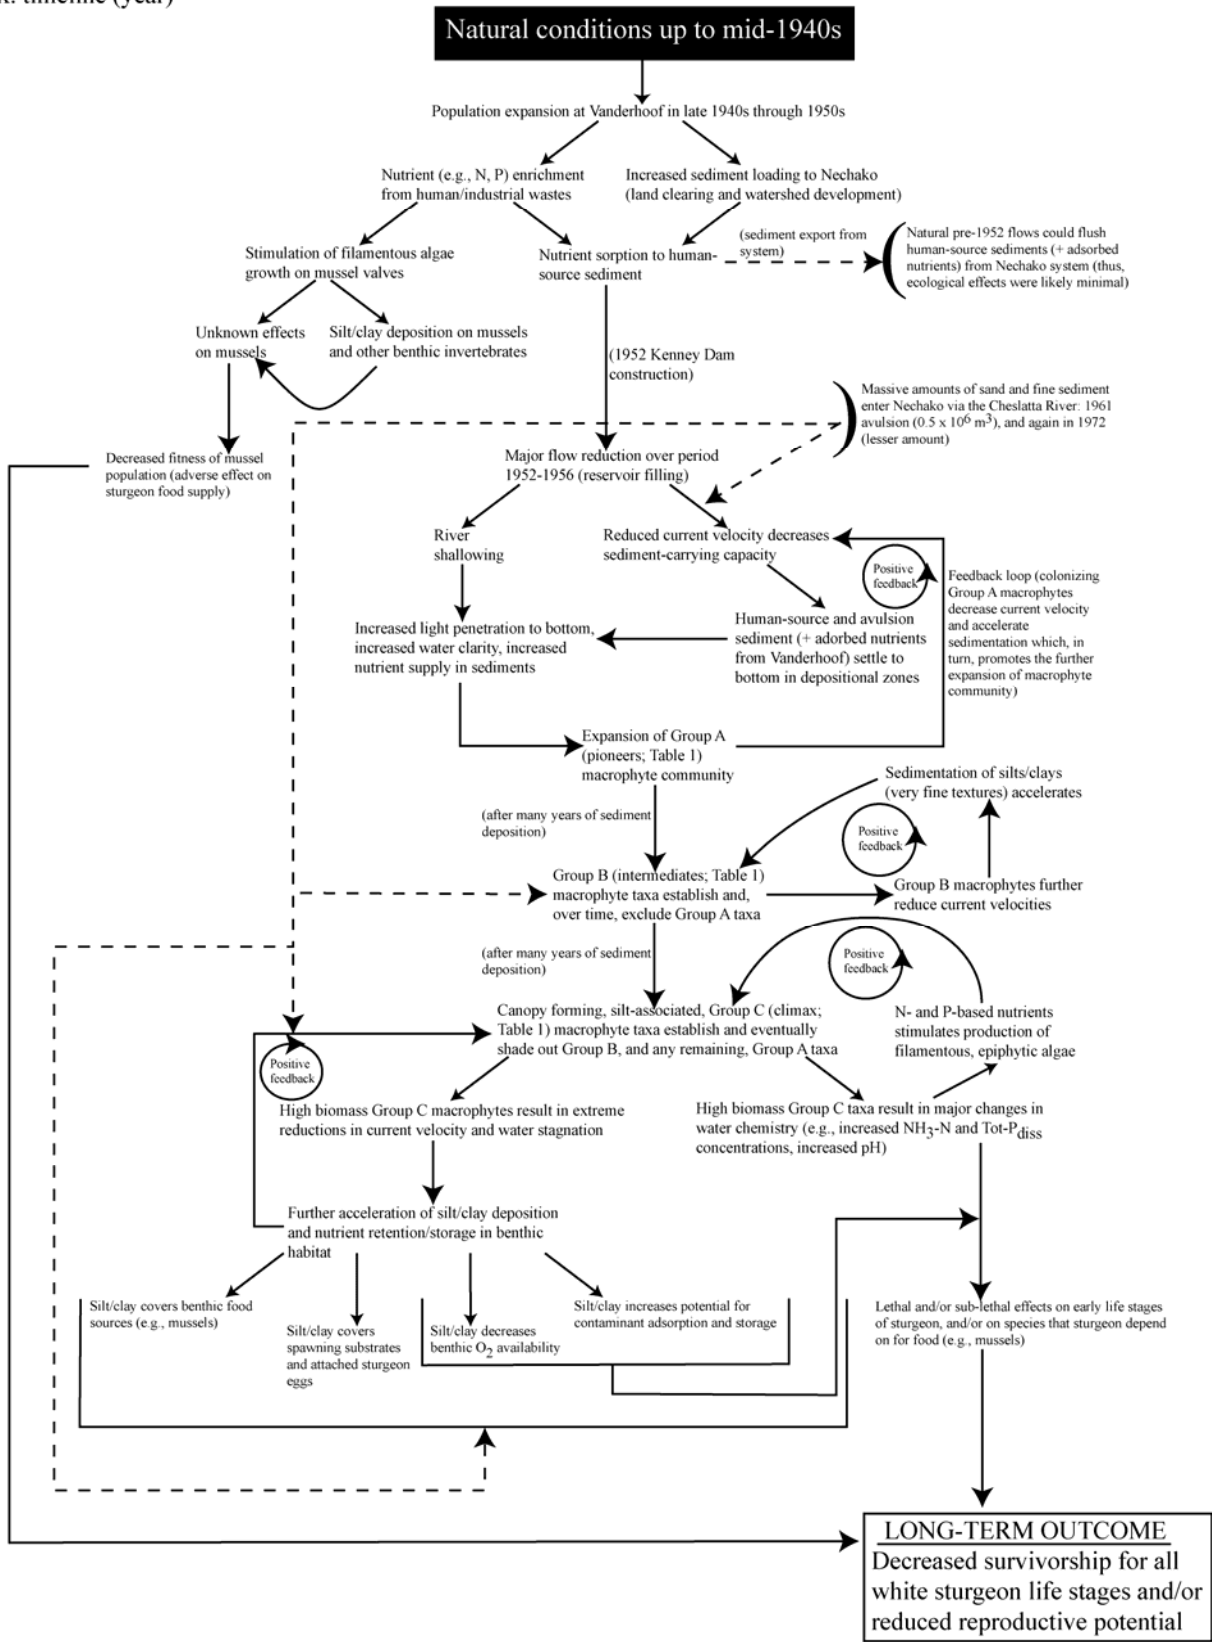 timeline (year)
Natural conditions up to mid-1940s
Population expansion at Vanderhoof in late 1940s through 1950s
Nutrient (e.g., N, P) enrichment
from human/industrial wastes
Increased sediment loading to Nechako
(land clearing and watershed development)
Stimulation of filamentous algae
growth on mussel valves
Nutrient sorption to human-
source sediment
(sediment export from
system)
Natural pre-1952 flows could flush
human-source sediments (+ adsorbed
nutrients) from Nechako system (thus,
ecological effects were likely minimal)
Unknown effects
on mussels
Silt/clay deposition on mussels
and other benthic invertebrates
(1952 Kenney Dam
construction)
Massive amounts of sand and fine sediment
enter Nechako via the Cheslatta River: 1961
avulsion (0.5 x 10⁶ m³), and again in 1972
(lesser amount)
Decreased fitness of mussel
population (adverse effect on
sturgeon food supply)
Major flow reduction over period
1952-1956 (reservoir filling)
River
shallowing
Reduced current velocity decreases
sediment-carrying capacity
Positive
feedback
Feedback loop (colonizing
Group A macrophytes
decrease current velocity
and accelerate
sedimentation which, in
turn, promotes the further
expansion of macrophyte
community)
Increased light penetration to bottom,
increased water clarity, increased
nutrient supply in sediments
Human-source and avulsion
sediment (+ adorbed nutrients
from Vanderhoof) settle to
bottom in depositional zones
Expansion of Group A
(pioneers; Table 1)
macrophyte community
Sedimentation of silts/clays
(very fine textures) accelerates
(after many years of sediment
deposition)
Positive
feedback
Group B (intermediates; Table 1)
macrophyte taxa establish and,
over time, exclude Group A taxa
Group B macrophytes further
reduce current velocities
(after many years of sediment
deposition)
Positive
feedback
Canopy forming, silt-associated, Group C (climax;
Table 1) macrophyte taxa establish and eventually
shade out Group B, and any remaining, Group A taxa
N- and P-based nutrients
stimulates production of
filamentous, epiphytic algae
Positive
feedback
High biomass Group C macrophytes result in extreme
reductions in current velocity and water stagnation
High biomass Group C taxa result in major changes in
water chemistry (e.g., increased NH₃-N and Tot-Pdiss
concentrations, increased pH)
Further acceleration of silt/clay deposition
and nutrient retention/storage in benthic
habitat
Silt/clay covers benthic food
sources (e.g., mussels)
Silt/clay covers
spawning substrates
and attached sturgeon
eggs
Silt/clay decreases
benthic O₂ availability
Silt/clay increases potential for
contaminant adsorption and storage
Lethal and/or sub-lethal effects on early life stages
of sturgeon, and/or on species that sturgeon depend
on for food (e.g., mussels)
LONG-TERM OUTCOME
Decreased survivorship for all
white sturgeon life stages and/or
reduced reproductive potential